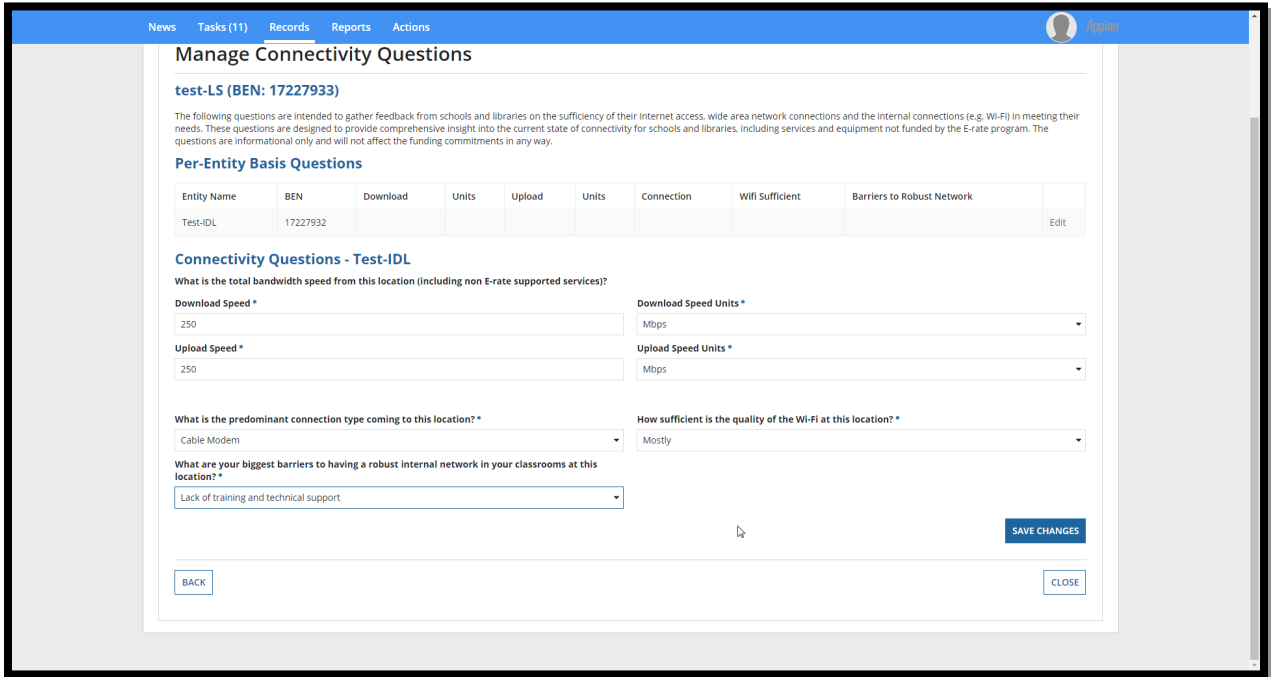 News Tasks (11) Records Reports Actions Appian
Manage Connectivity Questions
test-LS (BEN: 17227933)
The following questions are intended to gather feedback from schools and libraries on the sufficiency of their Internet access, wide area network connections and the internal connections (e.g. Wi-Fi) in meeting their
needs. These questions are designed to provide comprehensive insight into the current state of connectivity for schools and libraries, including services and equipment not funded by the E-rate program. The
questions are informational only and will not affect the funding commitments in any way.
Per-Entity Basis Questions
Entity Name BEN Download Units Upload Units Connection Wifi Sufficient Barriers to Robust Network
Test-IDL 17227932 Edit
Connectivity Questions - Test-IDL
What is the total bandwidth speed from this location (including non E-rate supported services)?
Download Speed * Download Speed Units *
250 Mbps
Upload Speed * Upload Speed Units *
250 Mbps
What is the predominant connection type coming to this location? * How sufficient is the quality of the Wi-Fi at this location? *
Cable Modem Mostly
What are your biggest barriers to having a robust internal network in your classrooms at this
location? *
Lack of training and technical support
SAVE CHANGES
BACK CLOSE